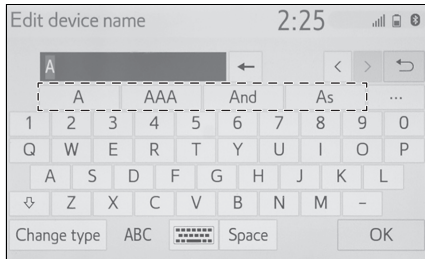 Edit device name 2:25
A
A AAA And As ...
1 2 3 4 5 6 7 8 9 0
Q W E R T Y U I O P
A S D F G H J K L
Z X C V B N M -
Change type ABC Space OK